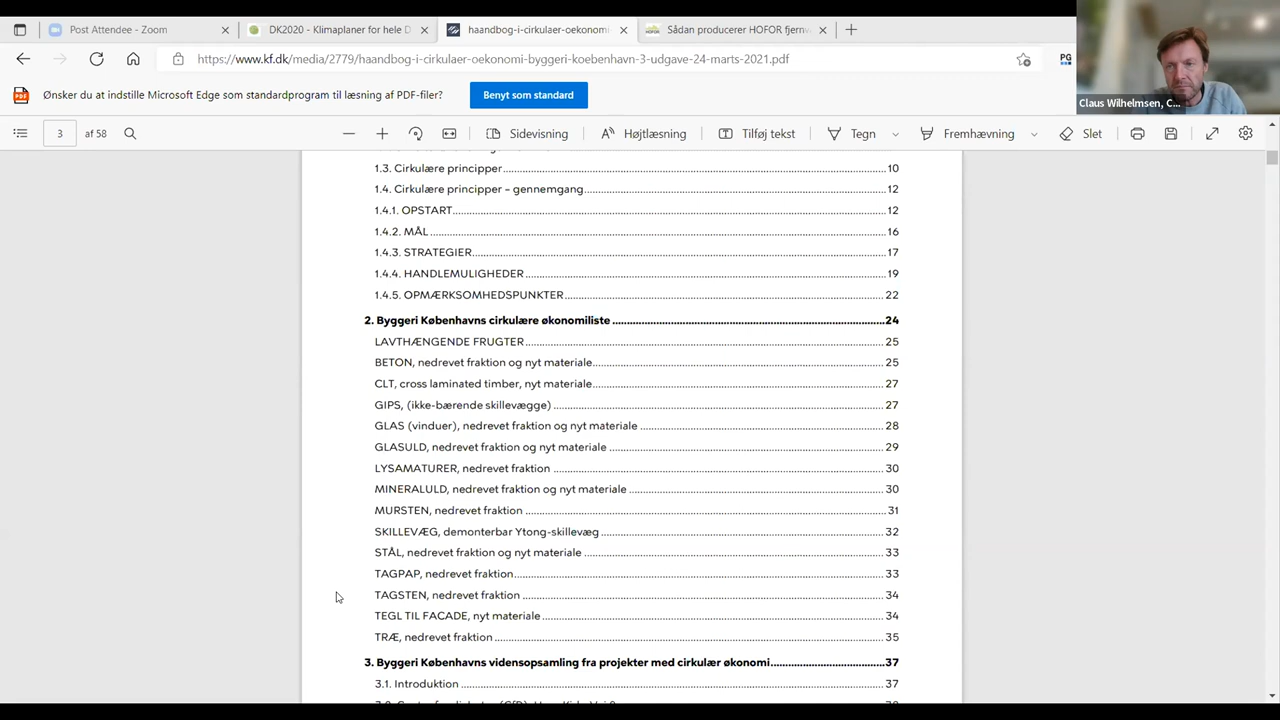 Post Attendee - Zoom
DK2020 - Klimaplaner for hele D
haandbog-i-cirkulaer-oekonomi
Sådan producerer HOFOR fjernv
https://www.kf.dk/media/2779/haandbog-i-cirkulaer-oekonomi-byggeri-koebenhavn-3-udgave-24-marts-2021.pdf
PG
Claus Wilhelmsen, C...
Ønsker du at indstille Microsoft Edge som standardprogram til læsning af PDF-filer?
Benyt som standard
3 af 58
Sidevisning
Højtlæsning
Tilføj tekst
Tegn
Fremhævning
Slet
1.3. Cirkulære principper 10
1.4. Cirkulære principper – gennemgang 12
1.4.1. OPSTART 12
1.4.2. MÅL 16
1.4.3. STRATEGIER 17
1.4.4. HANDLEMULIGHEDER 19
1.4.5. OPMÆRKSOMHEDSPUNKTER 22
2. Byggeri Københavns cirkulære økonomiliste 24
LAVTHÆNGENDE FRUGTER 25
BETON, nedrevet fraktion og nyt materiale 25
CLT, cross laminated timber, nyt materiale 27
GIPS, (ikke-bærende skillevægge) 27
GLAS (vinduer), nedrevet fraktion og nyt materiale 28
GLASULD, nedrevet fraktion og nyt materiale 29
LYSAMATURER, nedrevet fraktion 30
MINERALULD, nedrevet fraktion og nyt materiale 30
MURSTEN, nedrevet fraktion 31
SKILLEVÆG, demonterbar Ytong-skillevæg 32
STÅL, nedrevet fraktion og nyt materiale 33
TAGPAP, nedrevet fraktion 33
TAGSTEN, nedrevet fraktion 34
TEGL TIL FACADE, nyt materiale 34
TRÆ, nedrevet fraktion 35
3. Byggeri Københavns vidensopsamling fra projekter med cirkulær økonomi 37
3.1. Introduktion 37